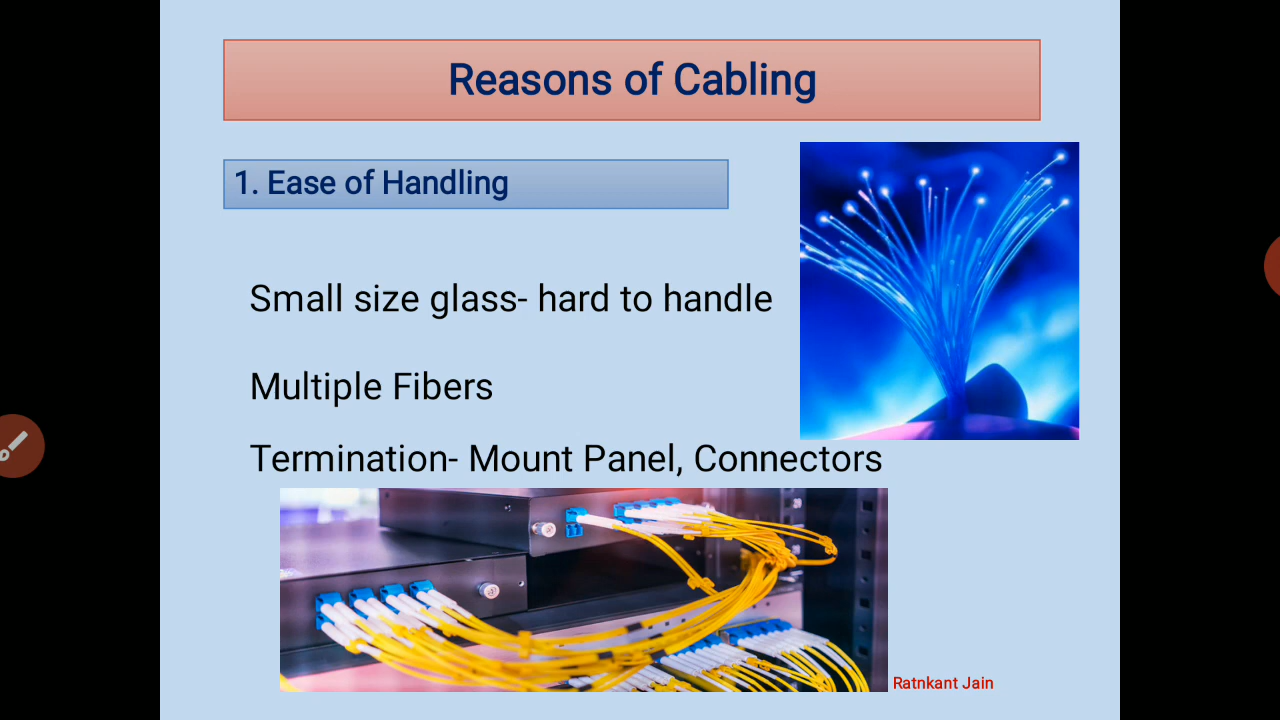 Reasons of Cabling
1. Ease of Handling
Small size glass- hard to handle
Multiple Fibers
Termination- Mount Panel, Connectors
Ratnkant Jain